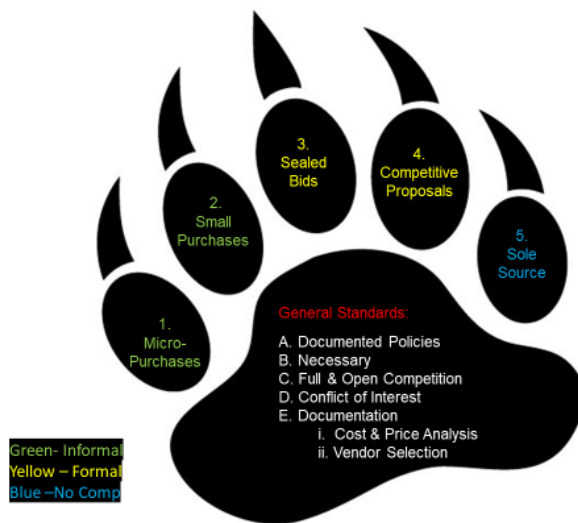 3.
Sealed
Bids
4.
Competitive
Proposals
2.
Small
Purchases
5.
Sole
Source
1.
Micro-
Purchases
General Standards:
A. Documented Policies
B. Necessary
C. Full & Open Competition
D. Conflict of Interest
E. Documentation
i. Cost & Price Analysis
ii. Vendor Selection
Green- Informal
Yellow – Formal
Blue –No Comp